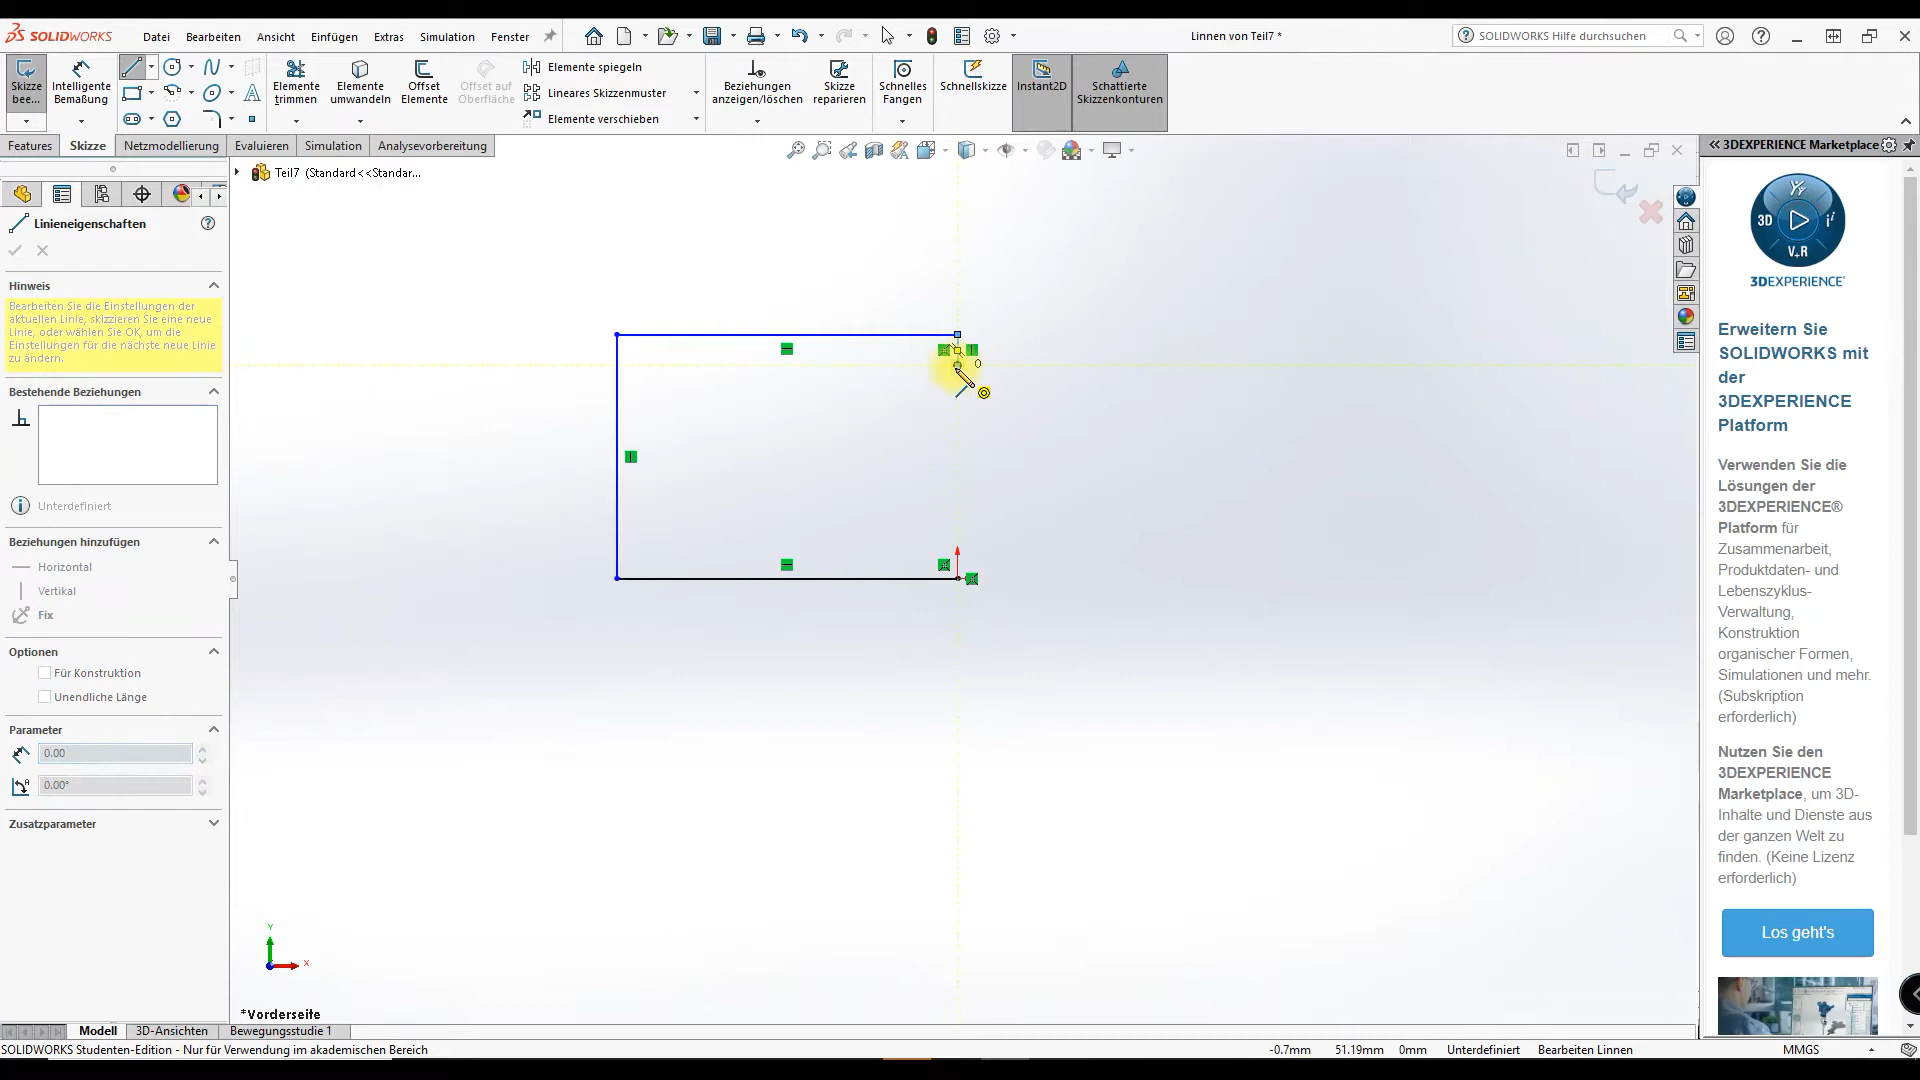 SOLIDWORKS
Datei
Bearbeiten
Ansicht
Einfügen
Extras
Simulation
Fenster
Linnen von Teil7 *
SOLIDWORKS Hilfe durchsuchen
Skizze
bee...
Intelligente
Bemaßung
Elemente
trimmen
Elemente
umwandeln
Offset
Elemente
Offset auf
Oberfläche
Elemente spiegeln
Lineares Skizzenmuster
Elemente verschieben
Beziehungen
anzeigen/löschen
Skizze
reparieren
Schnelles
Fangen
Schnellskizze
Instant2D
Schattierte
Skizzenkonturen
Features
Skizze
Netzmodellierung
Evaluieren
Simulation
Analysevorbereitung
Teil7 (Standard<<Standar...
Linieneigenschaften
Hinweis
Bearbeiten Sie die Einstellungen der
aktuellen Linie, skizzieren Sie eine neue
Linie, oder wählen Sie OK, um die
Einstellungen für die nächste neue Linie
zu ändern.
Bestehende Beziehungen
Unterdefiniert
Beziehungen hinzufügen
Horizontal
Vertikal
Fix
Optionen
Für Konstruktion
Unendliche Länge
Parameter
0.00
0.00°
Zusatzparameter
0
Y
X
*Vorderseite
3DEXPERIENCE Marketplace
3D
V+R
3DEXPERIENCE®
Erweitern Sie
SOLIDWORKS mit
der
3DEXPERIENCE
Platform
Verwenden Sie die
Lösungen der
3DEXPERIENCE®
Platform für
Zusammenarbeit,
Produktdaten- und
Lebenszyklus-
Verwaltung,
Konstruktion
organischer Formen,
Simulationen und mehr.
(Subskription
erforderlich)
Nutzen Sie den
3DEXPERIENCE
Marketplace, um 3D-
Inhalte und Dienste aus
der ganzen Welt zu
finden. (Keine Lizenz
erforderlich)
Los geht's
Modell
3D-Ansichten
Bewegungsstudie 1
SOLIDWORKS Studenten-Edition - Nur für Verwendung im akademischen Bereich
-0.7mm
51.19mm
0mm
Unterdefiniert
Bearbeiten Linnen
MMGS